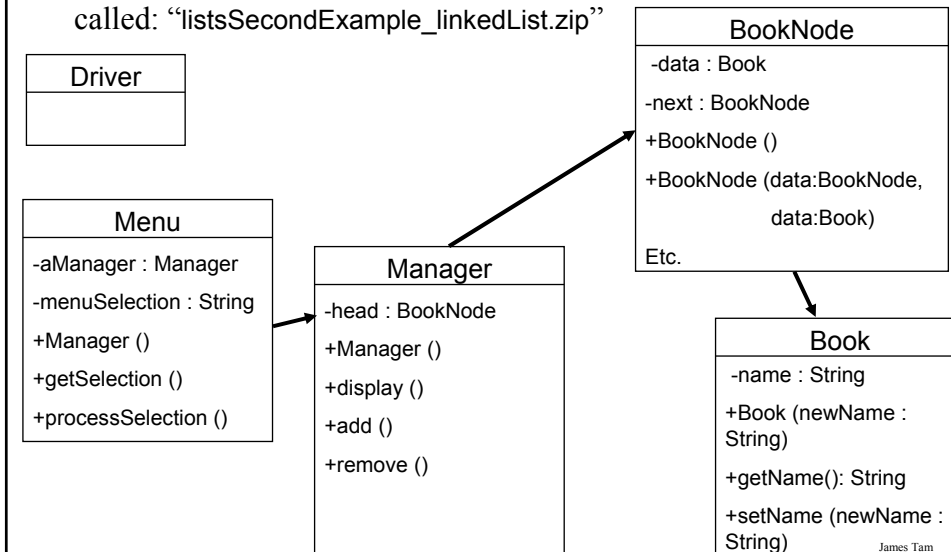 called: “listsSecondExample_linkedList.zip”
Driver
Menu
-aManager : Manager
-menuSelection : String
+Manager ()
+getSelection ()
+processSelection ()
Manager
-head : BookNode
+Manager ()
+display ()
+add ()
+remove ()
BookNode
-data : Book
-next : BookNode
+BookNode ()
+BookNode (data:BookNode,
data:Book)
Etc.
Book
-name : String
+Book (newName :
String)
+getName(): String
+setName (newName :
String)
James Tam